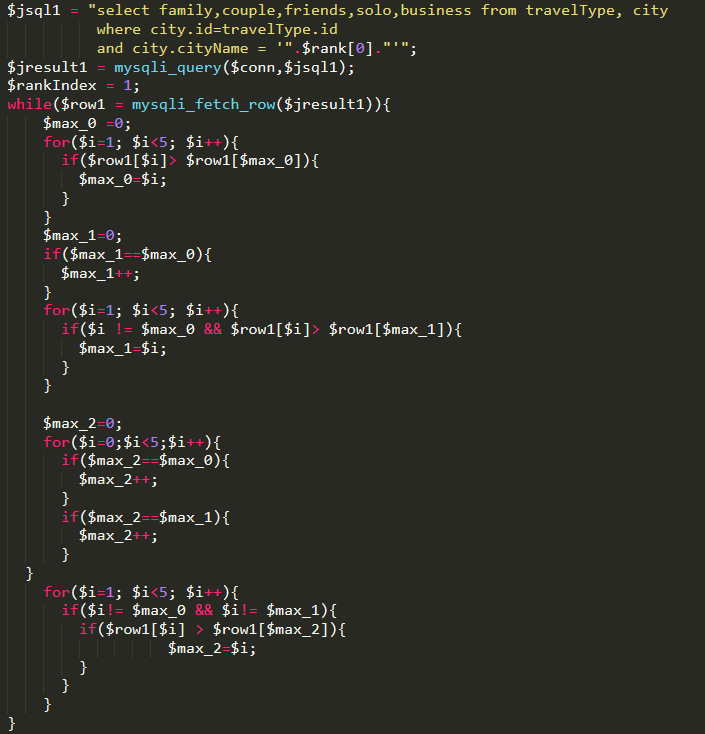 $jsql1 = "select family,couple,friends,solo,business from travelType, city
where city.id=travelType.id
and city.cityName = '".$rank[0]."'";
$jresult1 = mysqli_query($conn,$jsql1);
$rankIndex = 1;
while($row1 = mysqli_fetch_row($jresult1)){
$max_0 =0;
for($i=1; $i<5; $i++){
if($row1[$i]> $row1[$max_0]){
$max_0=$i;
}
}
$max_1=0;
if($max_1==$max_0){
$max_1++;
}
for($i=1; $i<5; $i++){
if($i != $max_0 && $row1[$i]> $row1[$max_1]){
$max_1=$i;
}
}
$max_2=0;
for($i=0;$i<5;$i++){
if($max_2==$max_0){
$max_2++;
}
if($max_2==$max_1){
$max_2++;
}
}
for($i=1; $i<5; $i++){
if($i!= $max_0 && $i!= $max_1){
if($row1[$i] > $row1[$max_2]){
$max_2=$i;
}
}
}
}